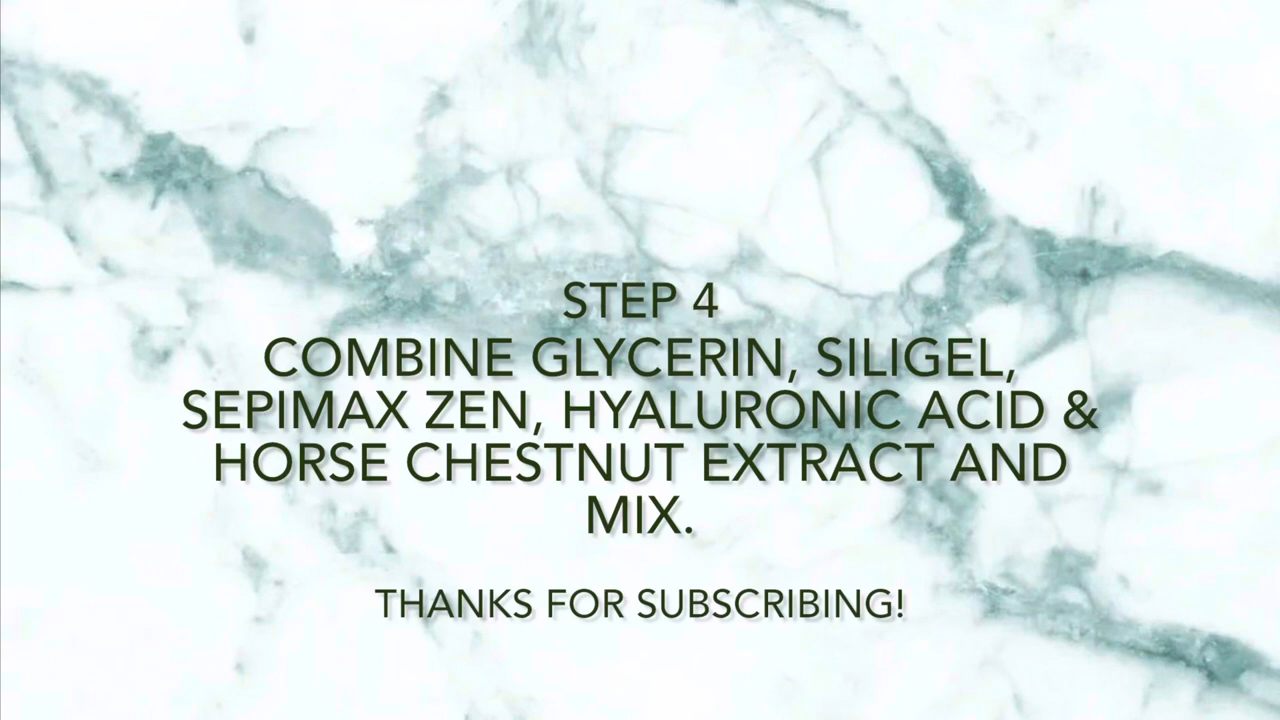 STEP 4
COMBINE GLYCERIN, SILIGEL,
SEPIMAX ZEN, HYALURONIC ACID &
HORSE CHESTNUT EXTRACT AND
MIX.
THANKS FOR SUBSCRIBING!